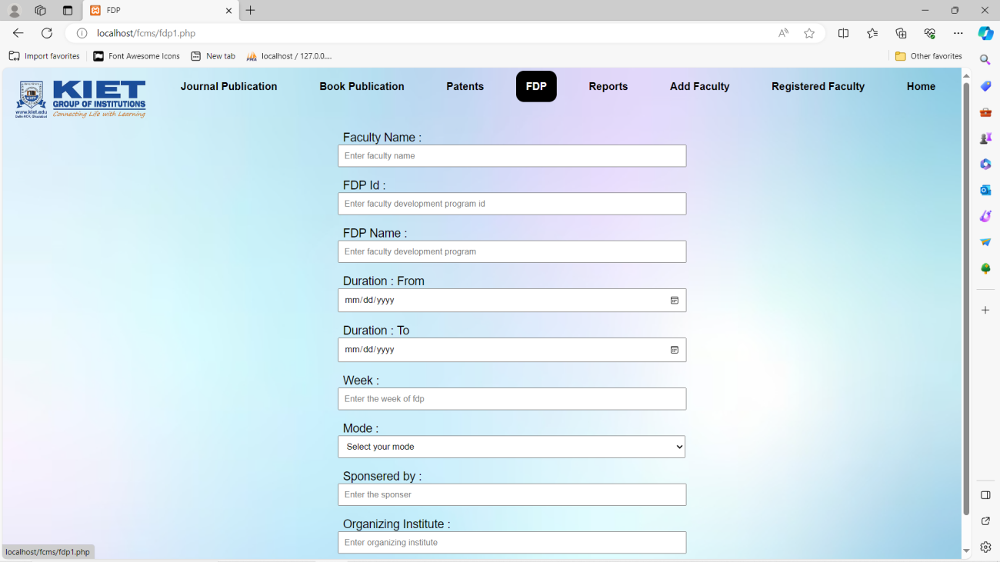 FDP
localhost/fcms/fdp1.php
Import favorites Font Awesome Icons New tab localhost / 127.0.0.... Other favorites
KIET
GROUP OF INSTITUTIONS
Connecting Life with Learning
KIET
www.kiet.edu
Delhi-NCR, Ghaziabad
Journal Publication Book Publication Patents FDP Reports Add Faculty Registered Faculty Home
Faculty Name :
Enter faculty name
FDP Id :
Enter faculty development program id
FDP Name :
Enter faculty development program
Duration : From
mm/dd/yyyy
Duration : To
mm/dd/yyyy
Week :
Enter the week of fdp
Mode :
Select your mode
Sponsered by :
Enter the sponser
Organizing Institute :
Enter organizing institute
localhost/fcms/fdp1.php